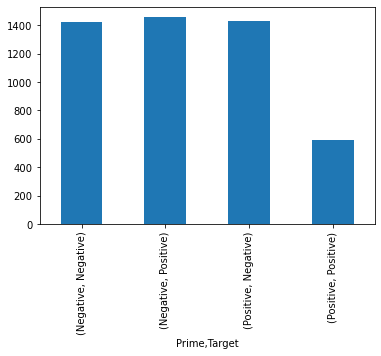 1400
1200
1000
800
600
400
200
0
(Negative, Negative)
(Negative, Positive)
(Positive, Negative)
(Positive, Positive)
Prime,Target